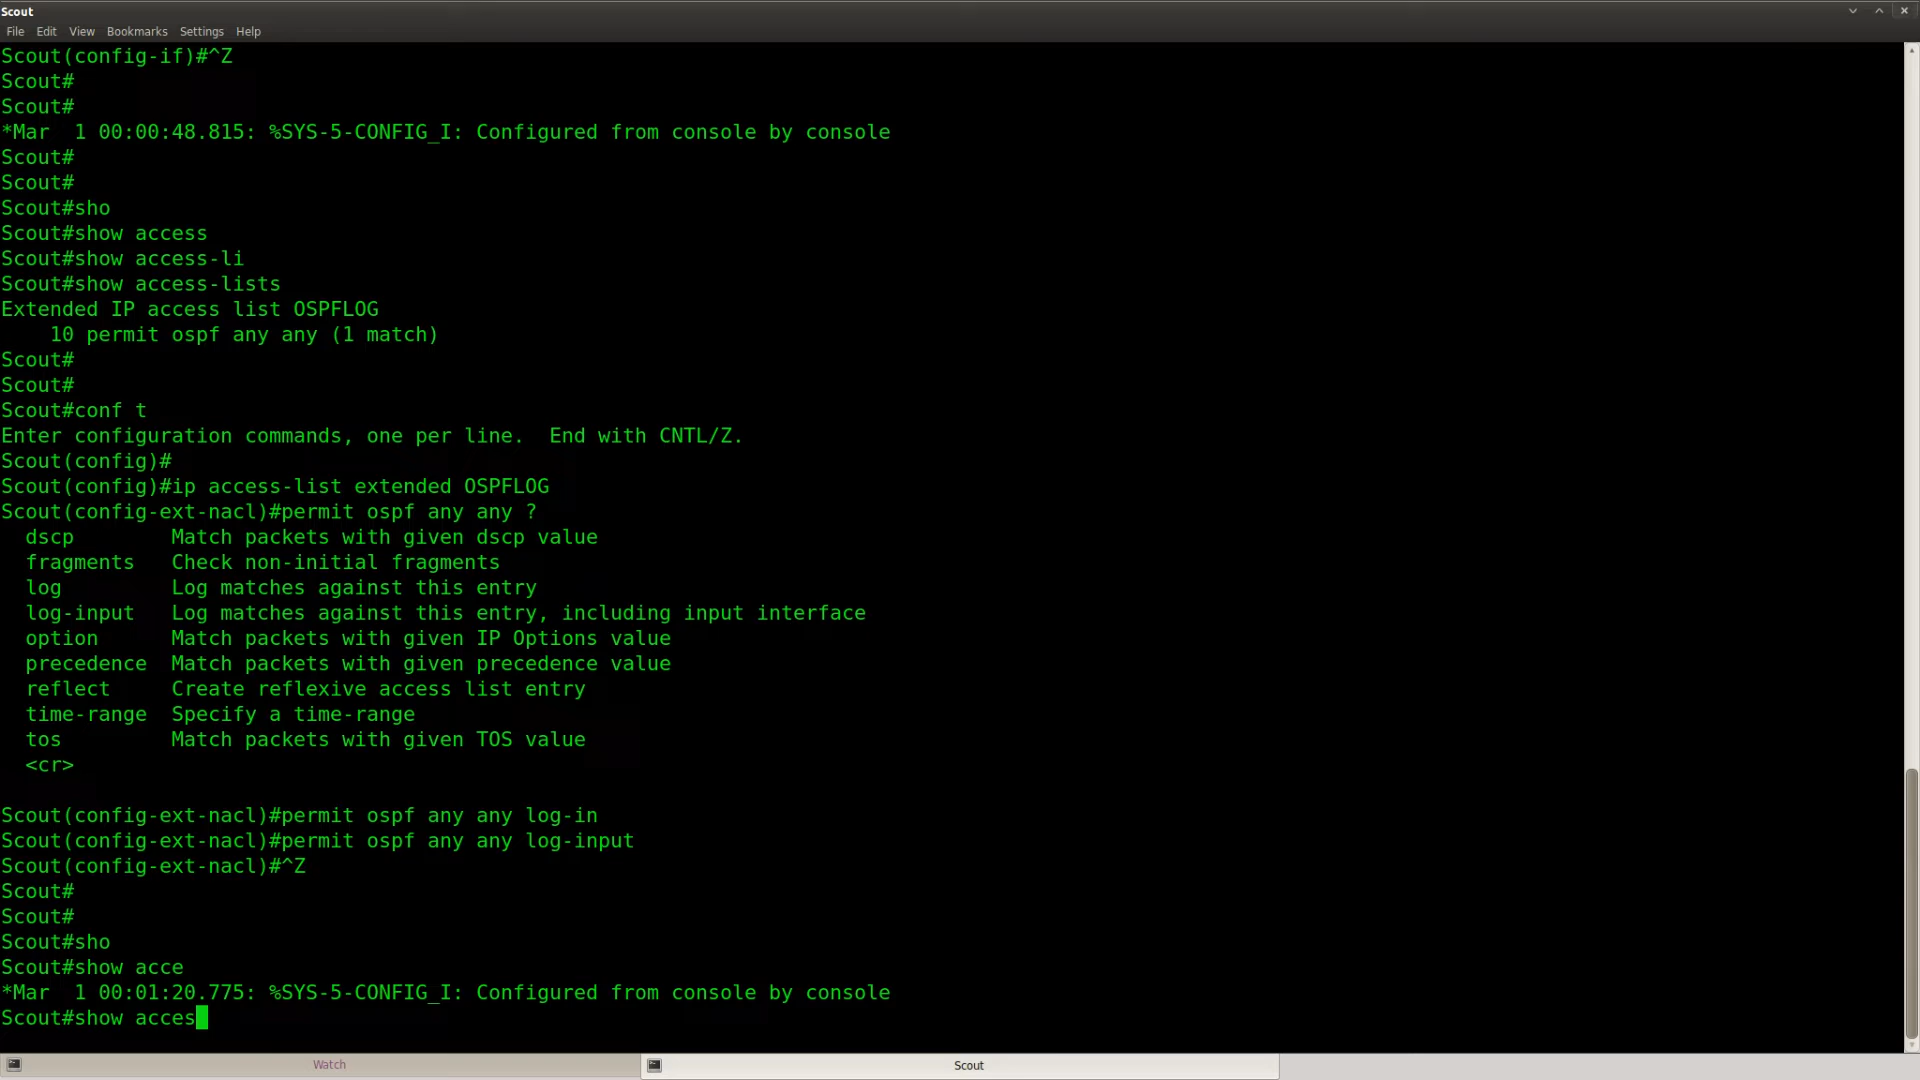 Scout
File Edit View Bookmarks Settings Help
Scout(config-if)#^Z
Scout#
Scout#
*Mar  1 00:00:48.815: %SYS-5-CONFIG_I: Configured from console by console
Scout#
Scout#
Scout#sho
Scout#show access
Scout#show access-li
Scout#show access-lists
Extended IP access list OSPFLOG
    10 permit ospf any any (1 match)
Scout#
Scout#
Scout#conf t
Enter configuration commands, one per line.  End with CNTL/Z.
Scout(config)#
Scout(config)#ip access-list extended OSPFLOG
Scout(config-ext-nacl)#permit ospf any any ?
  dscp        Match packets with given dscp value
  fragments   Check non-initial fragments
  log         Log matches against this entry
  log-input   Log matches against this entry, including input interface
  option      Match packets with given IP Options value
  precedence  Match packets with given precedence value
  reflect     Create reflexive access list entry
  time-range  Specify a time-range
  tos         Match packets with given TOS value
  <cr>
Scout(config-ext-nacl)#permit ospf any any log-in
Scout(config-ext-nacl)#permit ospf any any log-input
Scout(config-ext-nacl)#^Z
Scout#
Scout#
Scout#sho
Scout#show acce
*Mar  1 00:01:20.775: %SYS-5-CONFIG_I: Configured from console by console
Scout#show acces
Watch
Scout